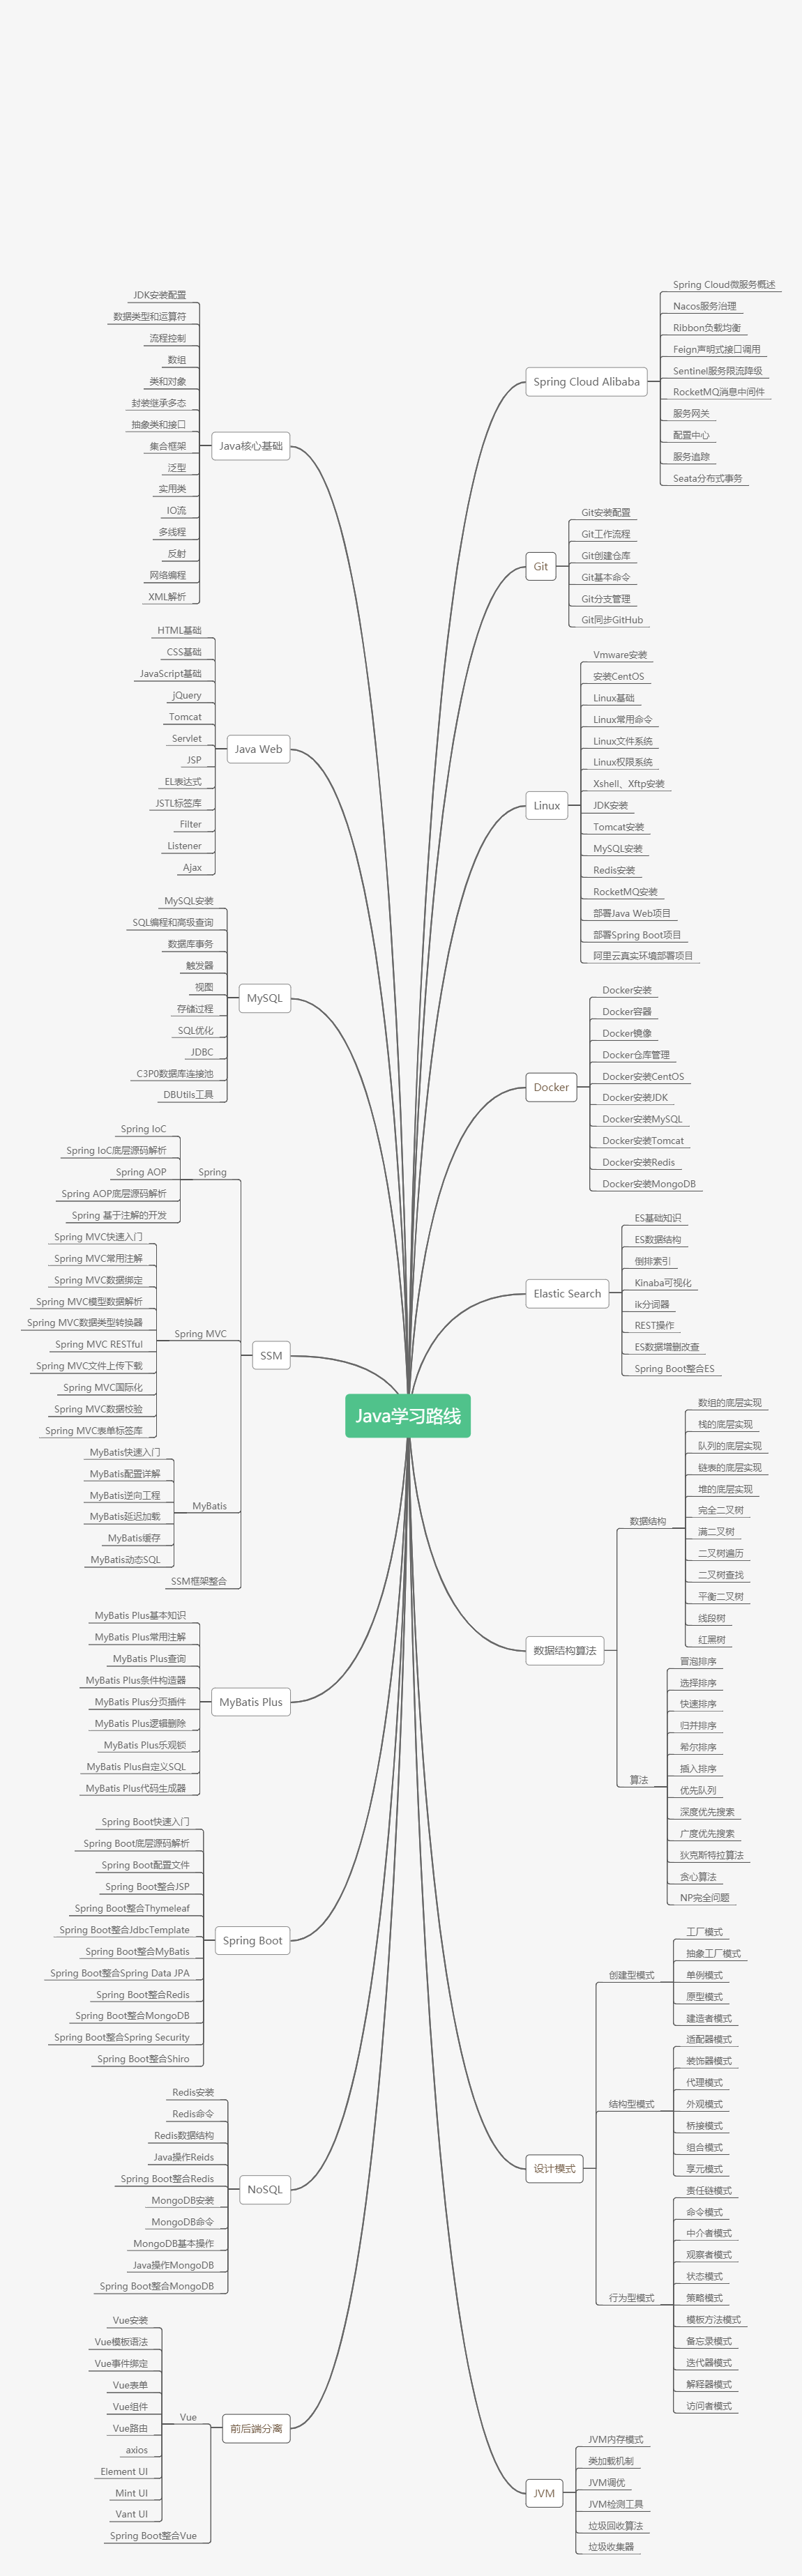 Java学习路线
Java核心基础
JDK安装配置
数据类型和运算符
流程控制
数组
类和对象
封装继承多态
抽象类和接口
集合框架
泛型
实用类
IO流
多线程
反射
网络编程
XML解析
Java Web
HTML基础
CSS基础
JavaScript基础
jQuery
Tomcat
Servlet
JSP
EL表达式
JSTL标签库
Filter
Listener
Ajax
MySQL
MySQL安装
SQL编程和高级查询
数据库事务
触发器
视图
存储过程
SQL优化
JDBC
C3P0数据库连接池
DBUtils工具
SSM
Spring
Spring IoC
Spring IoC底层源码解析
Spring AOP
Spring AOP底层源码解析
Spring 基于注解的开发
Spring MVC
Spring MVC快速入门
Spring MVC常用注解
Spring MVC数据绑定
Spring MVC模型数据解析
Spring MVC数据类型转换器
Spring MVC RESTful
Spring MVC文件上传下载
Spring MVC国际化
Spring MVC数据校验
Spring MVC表单标签库
MyBatis
MyBatis快速入门
MyBatis配置详解
MyBatis逆向工程
MyBatis延迟加载
MyBatis缓存
MyBatis动态SQL
SSM框架整合
MyBatis Plus
MyBatis Plus基本知识
MyBatis Plus常用注解
MyBatis Plus查询
MyBatis Plus条件构造器
MyBatis Plus分页插件
MyBatis Plus逻辑删除
MyBatis Plus乐观锁
MyBatis Plus自定义SQL
MyBatis Plus代码生成器
Spring Boot
Spring Boot快速入门
Spring Boot底层源码解析
Spring Boot配置文件
Spring Boot整合JSP
Spring Boot整合Thymeleaf
Spring Boot整合JdbcTemplate
Spring Boot整合MyBatis
Spring Boot整合Spring Data JPA
Spring Boot整合Redis
Spring Boot整合MongoDB
Spring Boot整合Spring Security
Spring Boot整合Shiro
NoSQL
Redis安装
Redis命令
Redis数据结构
Java操作Reids
Spring Boot整合Redis
MongoDB安装
MongoDB命令
MongoDB基本操作
Java操作MongoDB
Spring Boot整合MongoDB
前后端分离
Vue
Vue安装
Vue模板语法
Vue事件绑定
Vue表单
Vue组件
Vue路由
axios
Element UI
Mint UI
Vant UI
Spring Boot整合Vue
Spring Cloud Alibaba
Spring Cloud微服务概述
Nacos服务治理
Ribbon负载均衡
Feign声明式接口调用
Sentinel服务限流降级
RocketMQ消息中间件
服务网关
配置中心
服务追踪
Seata分布式事务
Git
Git安装配置
Git工作流程
Git创建仓库
Git基本命令
Git分支管理
Git同步GitHub
Linux
Vmware安装
安装CentOS
Linux基础
Linux常用命令
Linux文件系统
Linux权限系统
Xshell、Xftp安装
JDK安装
Tomcat安装
MySQL安装
Redis安装
RocketMQ安装
部署Java Web项目
部署Spring Boot项目
阿里云真实环境部署项目
Docker
Docker安装
Docker容器
Docker镜像
Docker仓库管理
Docker安装CentOS
Docker安装JDK
Docker安装MySQL
Docker安装Tomcat
Docker安装Redis
Docker安装MongoDB
Elastic Search
ES基础知识
ES数据结构
倒排索引
Kinaba可视化
ik分词器
REST操作
ES数据增删改查
Spring Boot整合ES
数据结构算法
数据结构
数组的底层实现
栈的底层实现
队列的底层实现
链表的底层实现
堆的底层实现
完全二叉树
满二叉树
二叉树遍历
二叉树查找
平衡二叉树
线段树
红黑树
算法
冒泡排序
选择排序
快速排序
归并排序
希尔排序
插入排序
优先队列
深度优先搜索
广度优先搜索
狄克斯特拉算法
贪心算法
NP完全问题
设计模式
创建型模式
工厂模式
抽象工厂模式
单例模式
原型模式
建造者模式
结构型模式
适配器模式
装饰器模式
代理模式
外观模式
桥接模式
组合模式
享元模式
行为型模式
责任链模式
命令模式
中介者模式
观察者模式
状态模式
策略模式
模板方法模式
备忘录模式
迭代器模式
解释器模式
访问者模式
JVM
JVM内存模式
类加载机制
JVM调优
JVM检测工具
垃圾回收算法
垃圾收集器